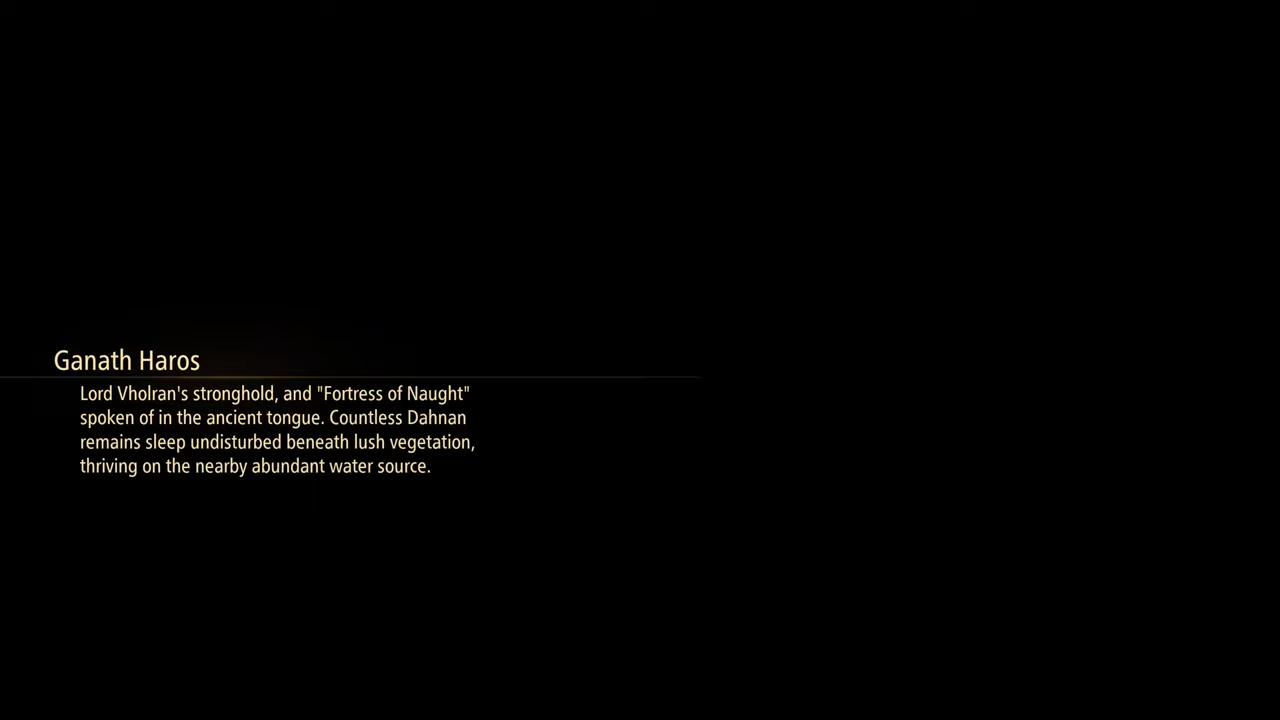 Ganath Haros
Lord Vholran's stronghold, and "Fortress of Naught"
spoken of in the ancient tongue. Countless Dahnan
remains sleep undisturbed beneath lush vegetation,
thriving on the nearby abundant water source.